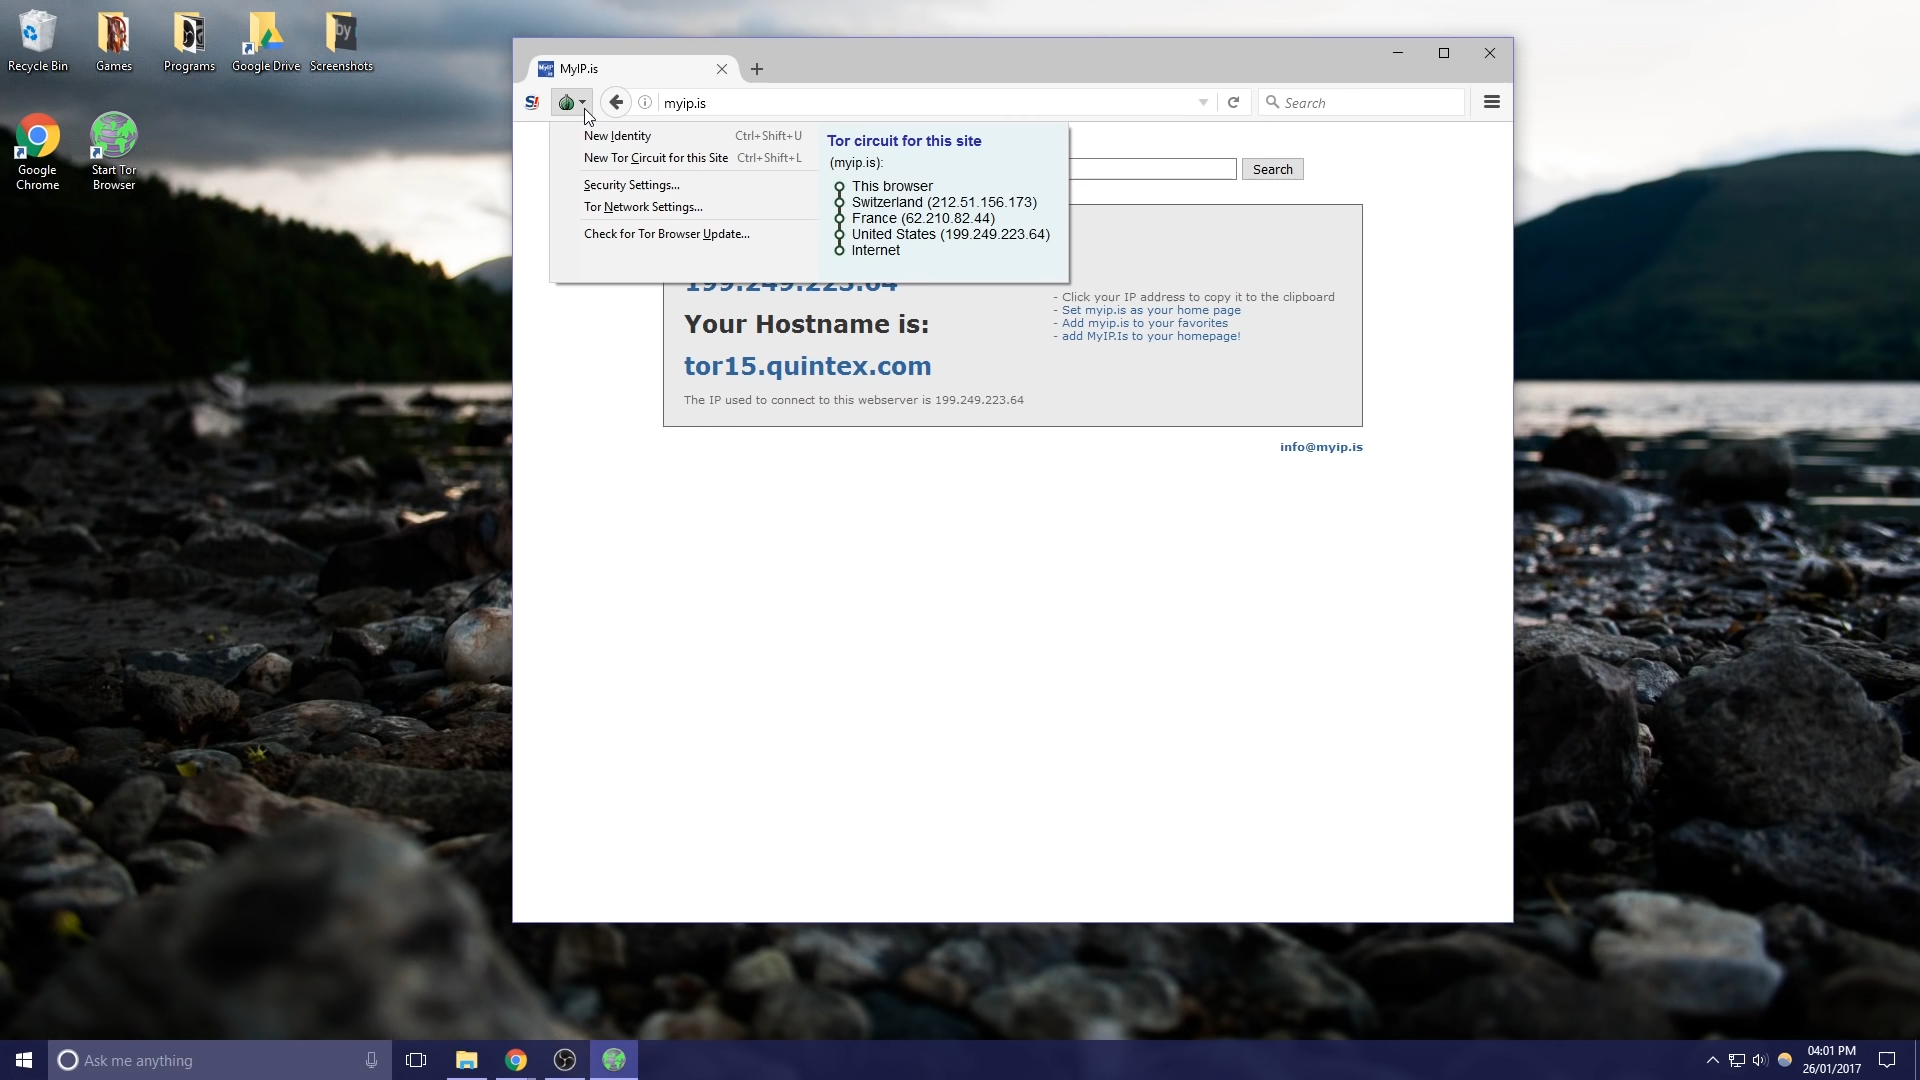 Recycle Bin
Games
Programs
Google Drive
Screenshots
by
Google
Chrome
Start Tor
Browser
MyIP.is
S!
myip.is
Search
New Identity Ctrl+Shift+U
New Tor Circuit for this Site Ctrl+Shift+L
Security Settings...
Tor Network Settings...
Check for Tor Browser Update...
Tor circuit for this site
(myip.is):
This browser
Switzerland (212.51.156.173)
France (62.210.82.44)
United States (199.249.223.64)
Internet
Search
199.249.223.64
Your Hostname is:
tor15.quintex.com
The IP used to connect to this webserver is 199.249.223.64
- Click your IP address to copy it to the clipboard
- Set myip.is as your home page
- Add myip.is to your favorites
- add MyIP.Is to your homepage!
info@myip.is
Ask me anything
04:01 PM
26/01/2017